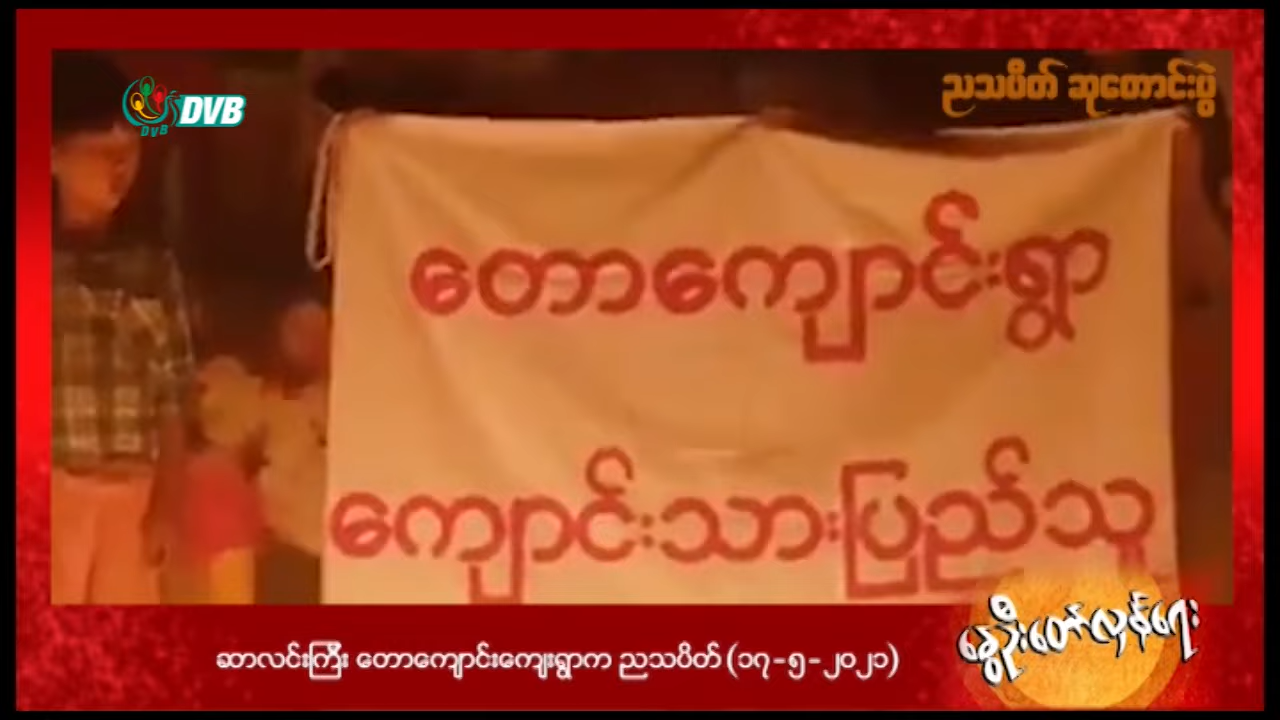 ညသပိတ် ဆုတောင်းပွဲ
DVB
DVB
တောကျောင်းရွာ
ကျောင်းသားပြည်သူ
နွေဦးတော်လှန်ရေး
ဆာလင်းကြီး တောကျောင်းကျေးရွာက ညသပိတ် (၁၇-၅-၂၀၂၁)